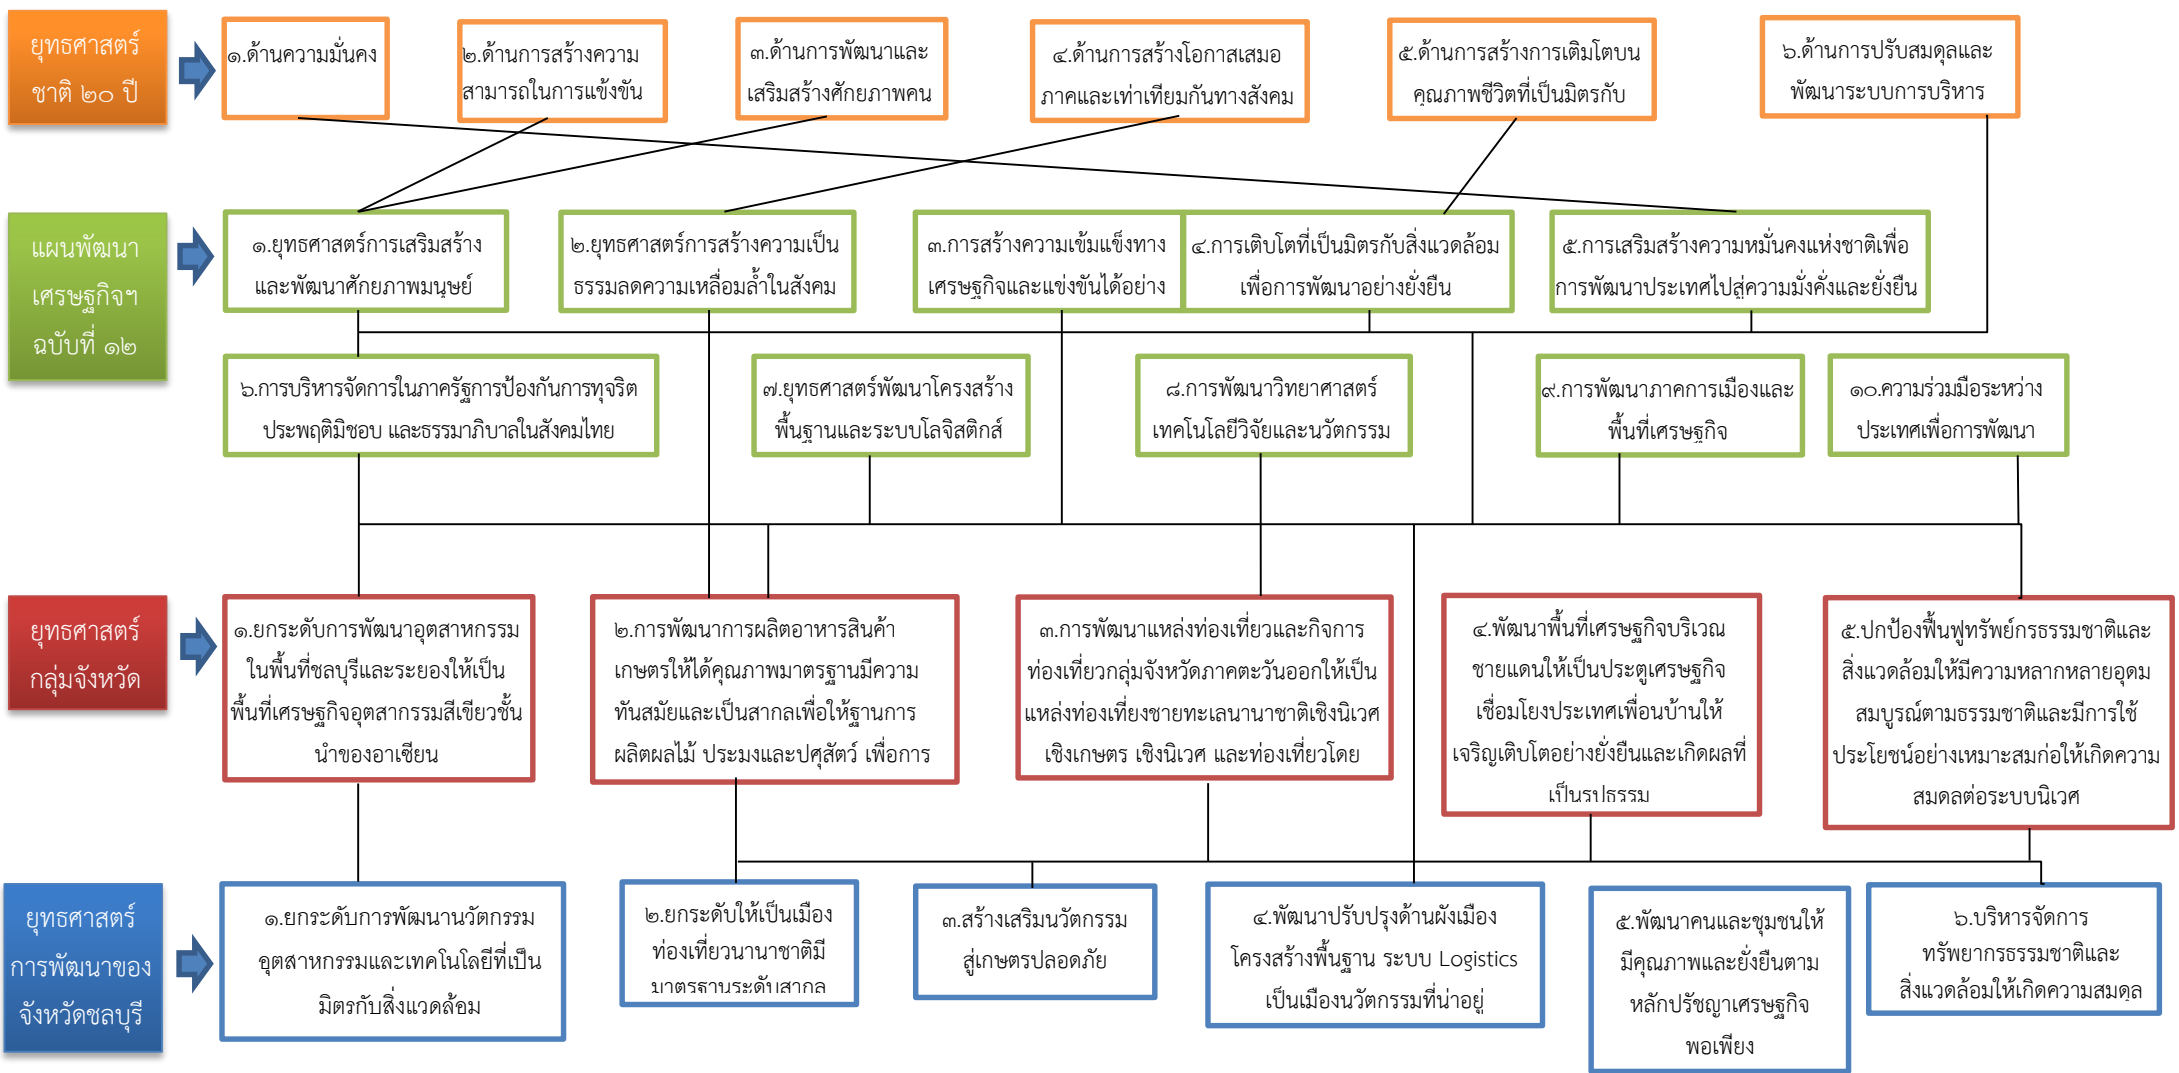 ยุทธศาสตร์
ชาติ ๒๐ ปี
๑.ด้านความมั่นคง
๒.ด้านการสร้างความ
สามารถในการแข้งขัน
๓.ด้านการพัฒนาและ
เสริมสร้างศักยภาพคน
๔.ด้านการสร้างโอกาสเสมอ
ภาคและเท่าเทียมกันทางสังคม
๕.ด้านการสร้างการเติมโตบน
คุณภาพชีวิตที่เป็นมิตรกับ
๖.ด้านการปรับสมดุลและ
พัฒนาระบบการบริหาร
แผนพัฒนา
เศรษฐกิจฯ
ฉบับที่ ๑๒
๑.ยุทธศาสตร์การเสริมสร้าง
และพัฒนาศักยภาพมนุษย์
๒.ยุทธศาสตร์การสร้างความเป็น
ธรรมลดความเหลื่อมล้ำในสังคม
๓.การสร้างความเข้มแข็งทาง
เศรษฐกิจและแข่งขันได้อย่าง
๔.การเติบโตที่เป็นมิตรกับสิ่งแวดล้อม
เพื่อการพัฒนาอย่างยั่งยืน
๕.การเสริมสร้างความหมั่นคงแห่งชาติเพื่อ
การพัฒนาประเทศไปสู่ความมั่งคั่งและยั่งยืน
๖.การบริหารจัดการในภาครัฐการป้องกันการทุจริต
ประพฤติมิชอบ และธรรมาภิบาลในสังคมไทย
๗.ยุทธศาสตร์พัฒนาโครงสร้าง
พื้นฐานและระบบโลจิสติกส์
๘.การพัฒนาวิทยาศาสตร์
เทคโนโลยีวิจัยและนวัตกรรม
๙.การพัฒนาภาคการเมืองและ
พื้นที่เศรษฐกิจ
๑๐.ความร่วมมือระหว่าง
ประเทศเพื่อการพัฒนา
ยุทธศาสตร์
กลุ่มจังหวัด
๑.ยกระดับการพัฒนาอุตสาหกรรม
ในพื้นที่ชลบุรีและระยองให้เป็น
พื้นที่เศรษฐกิจอุตสากรรมสีเขียวชั้น
นำของอาเซียน
๒.การพัฒนาการผลิตอาหารสินค้า
เกษตรให้ได้คุณภาพมาตรฐานมีความ
ทันสมัยและเป็นสากลเพื่อให้ฐานการ
ผลิตผลไม้ ประมงและปศุสัตว์ เพื่อการ
๓.การพัฒนาแหล่งท่องเที่ยวและกิจการ
ท่องเที่ยวกลุ่มจังหวัดภาคตะวันออกให้เป็น
แหล่งท่องเที่ยงชายทะเลนานาชาติเชิงนิเวศ
เชิงเกษตร เชิงนิเวศ และท่องเที่ยวโดย
๔.พัฒนาพื้นที่เศรษฐกิจบริเวณ
ชายแดนให้เป็นประตูเศรษฐกิจ
เชื่อมโยงประเทศเพื่อนบ้านให้
เจริญเติบโตอย่างยั่งยืนและเกิดผลที่
เป็นรูปธรรม
๕.ปกป้องฟื้นฟูทรัพย์กรธรรมชาติและ
สิ่งแวดล้อมให้มีความหลากหลายอุดม
สมบูรณ์ตามธรรมชาติและมีการใช้
ประโยชน์อย่างเหมาะสมก่อให้เกิดความ
สมดุลต่อระบบนิเวศ
ยุทธศาสตร์
การพัฒนาของ
จังหวัดชลบุรี
๑.ยกระดับการพัฒนานวัตกรรม
อุตสาหกรรมและเทคโนโลยีที่เป็น
มิตรกับสิ่งแวดล้อม
๒.ยกระดับให้เป็นเมือง
ท่องเที่ยวนานาชาติมี
มาตรฐานระดับสากล
๓.สร้างเสริมนวัตกรรม
สู่เกษตรปลอดภัย
๔.พัฒนาปรับปรุงด้านผังเมือง
โครงสร้างพื้นฐาน ระบบ Logistics
เป็นเมืองนวัตกรรมที่น่าอยู่
๕.พัฒนาคนและชุมชนให้
มีคุณภาพและยั่งยืนตาม
หลักปรัชญาเศรษฐกิจ
พอเพียง
๖.บริหารจัดการ
ทรัพยากรธรรมชาติและ
สิ่งแวดล้อมให้เกิดความสมดุล